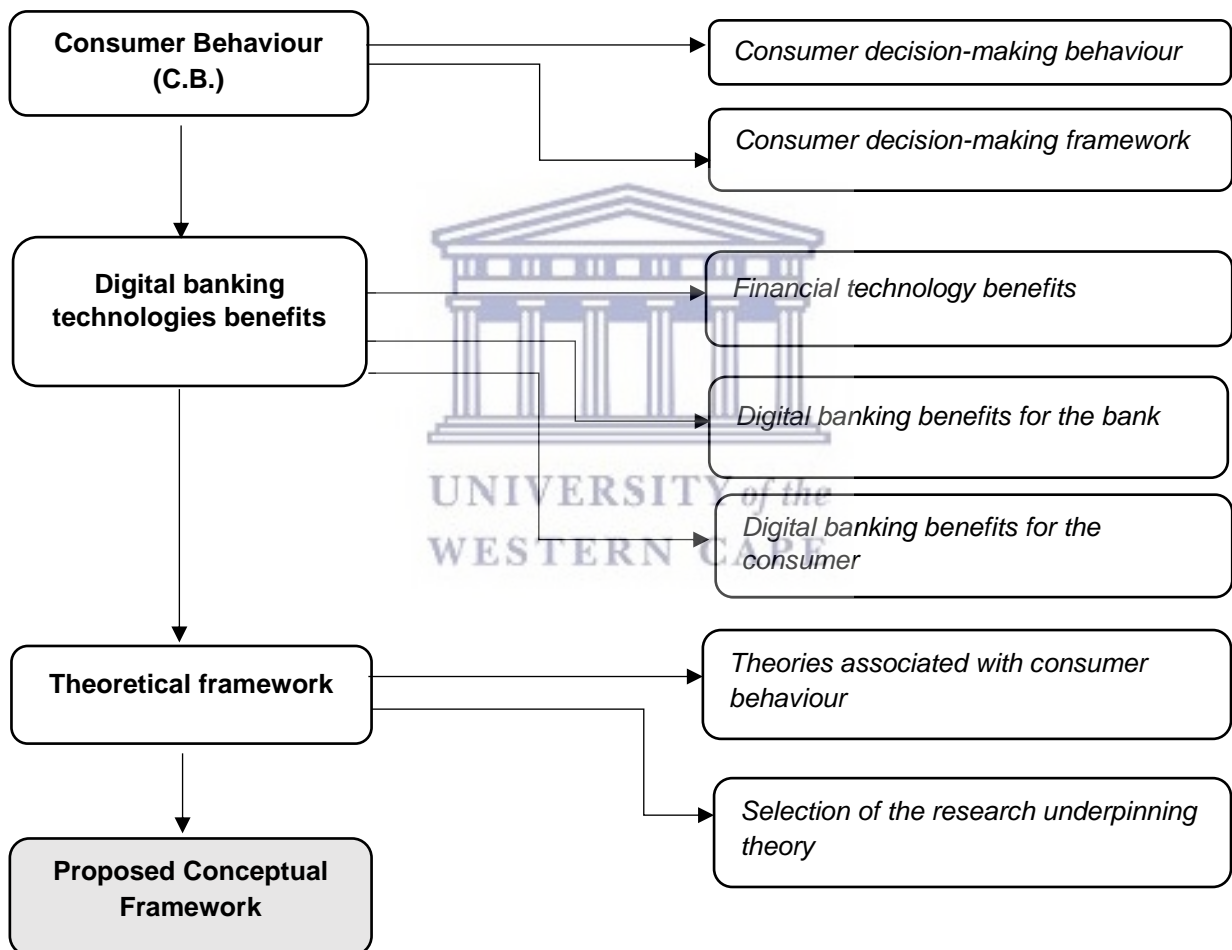 Consumer Behaviour
(C.B.)
Consumer decision-making behaviour
Consumer decision-making framework
Digital banking
technologies benefits
Financial technology benefits
Digital banking benefits for the bank
Digital banking benefits for the
consumer
UNIVERSITY of the
WESTERN CAPE
Theoretical framework
Theories associated with consumer
behaviour
Selection of the research underpinning
theory
Proposed Conceptual
Framework